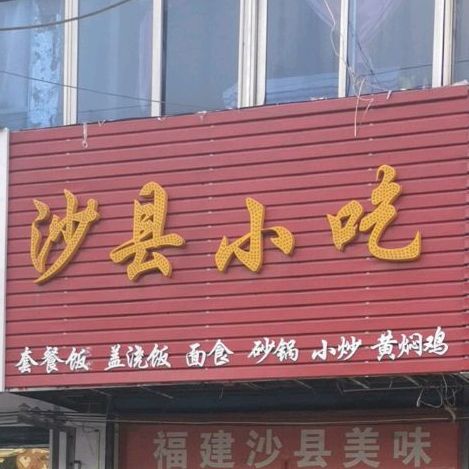 沙县小吃
套餐饭 盖浇饭 面食 砂锅 小炒 黄焖鸡
福建沙县美味